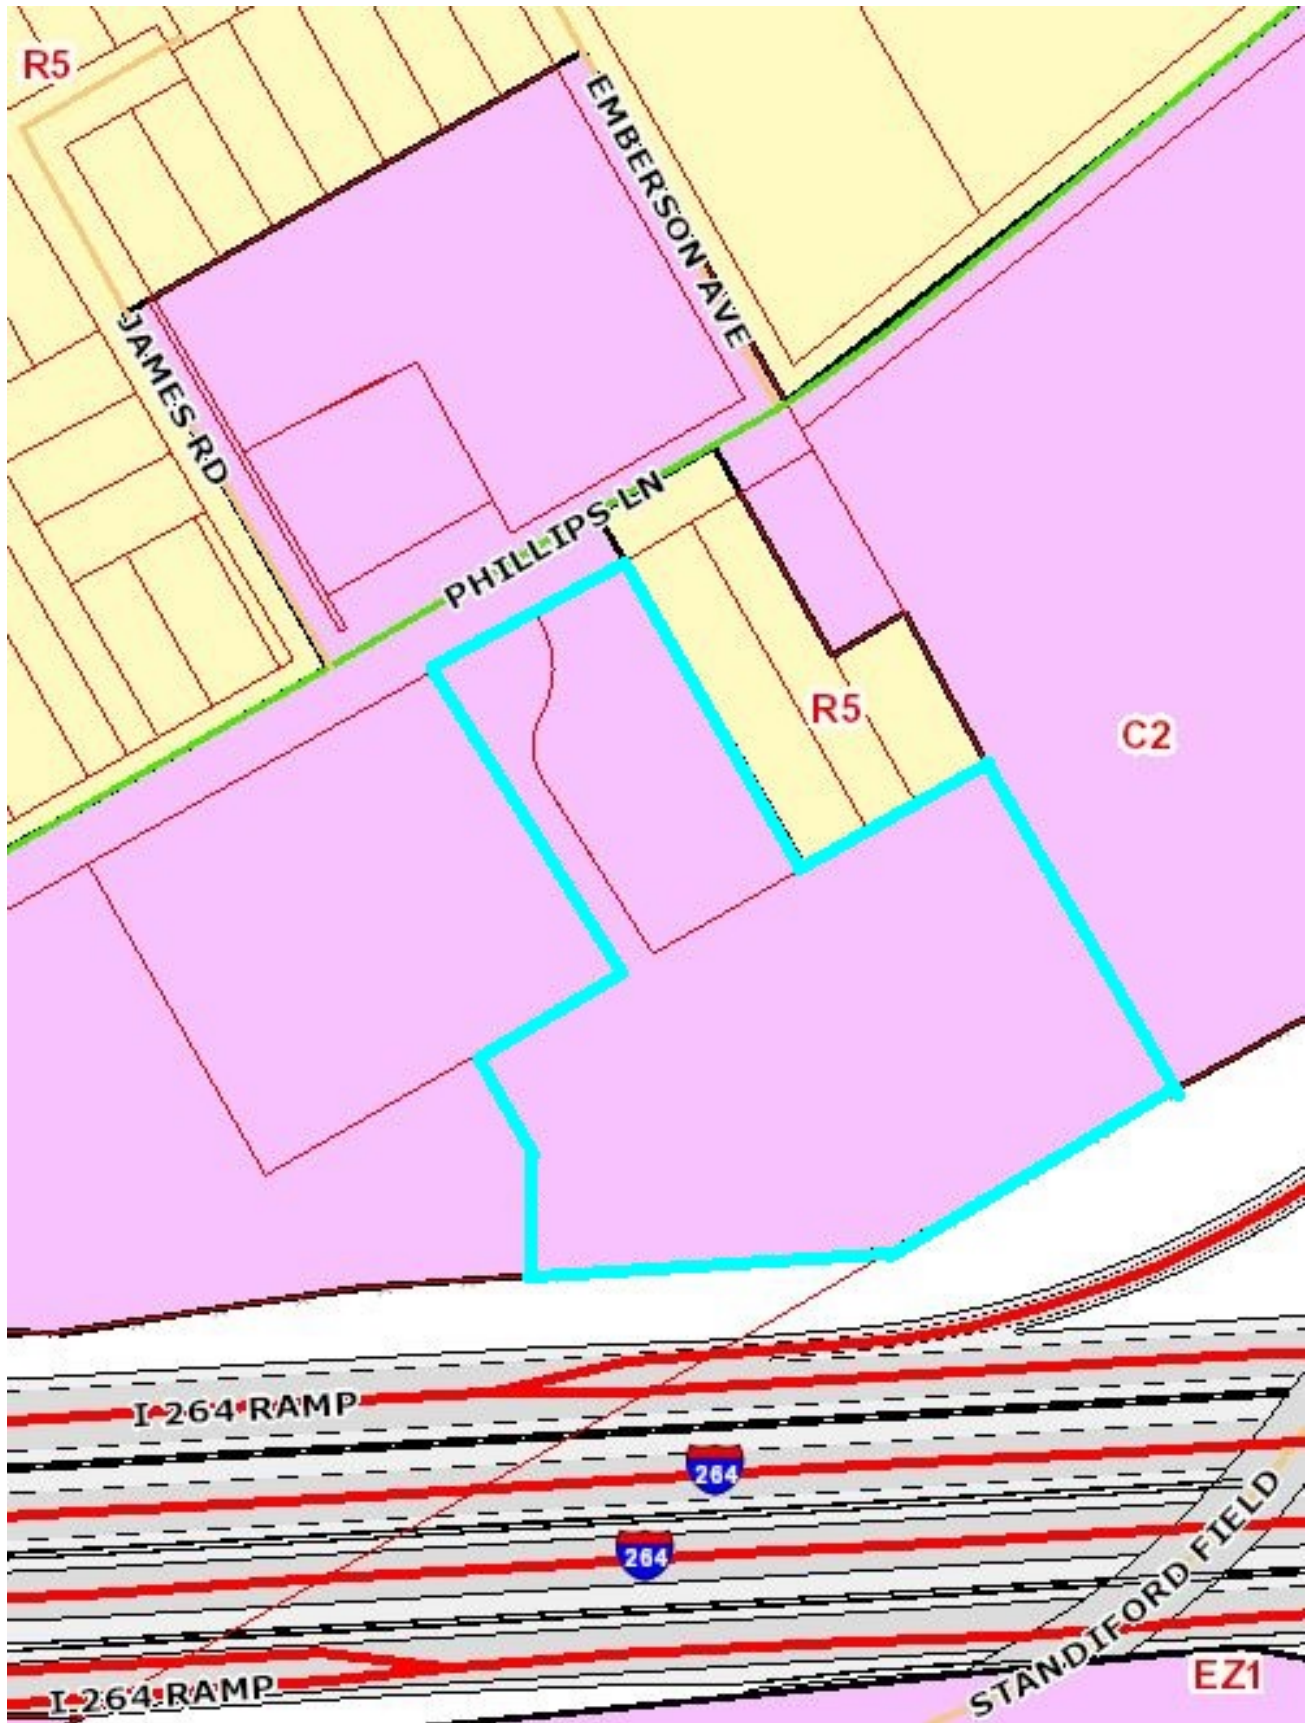 R5
EMBERSON AVE
JAMES RD
PHILLIPS LN
R5
C2
I 264 RAMP
264
264
STANDIFORD FIELD
I 264 RAMP
EZ1